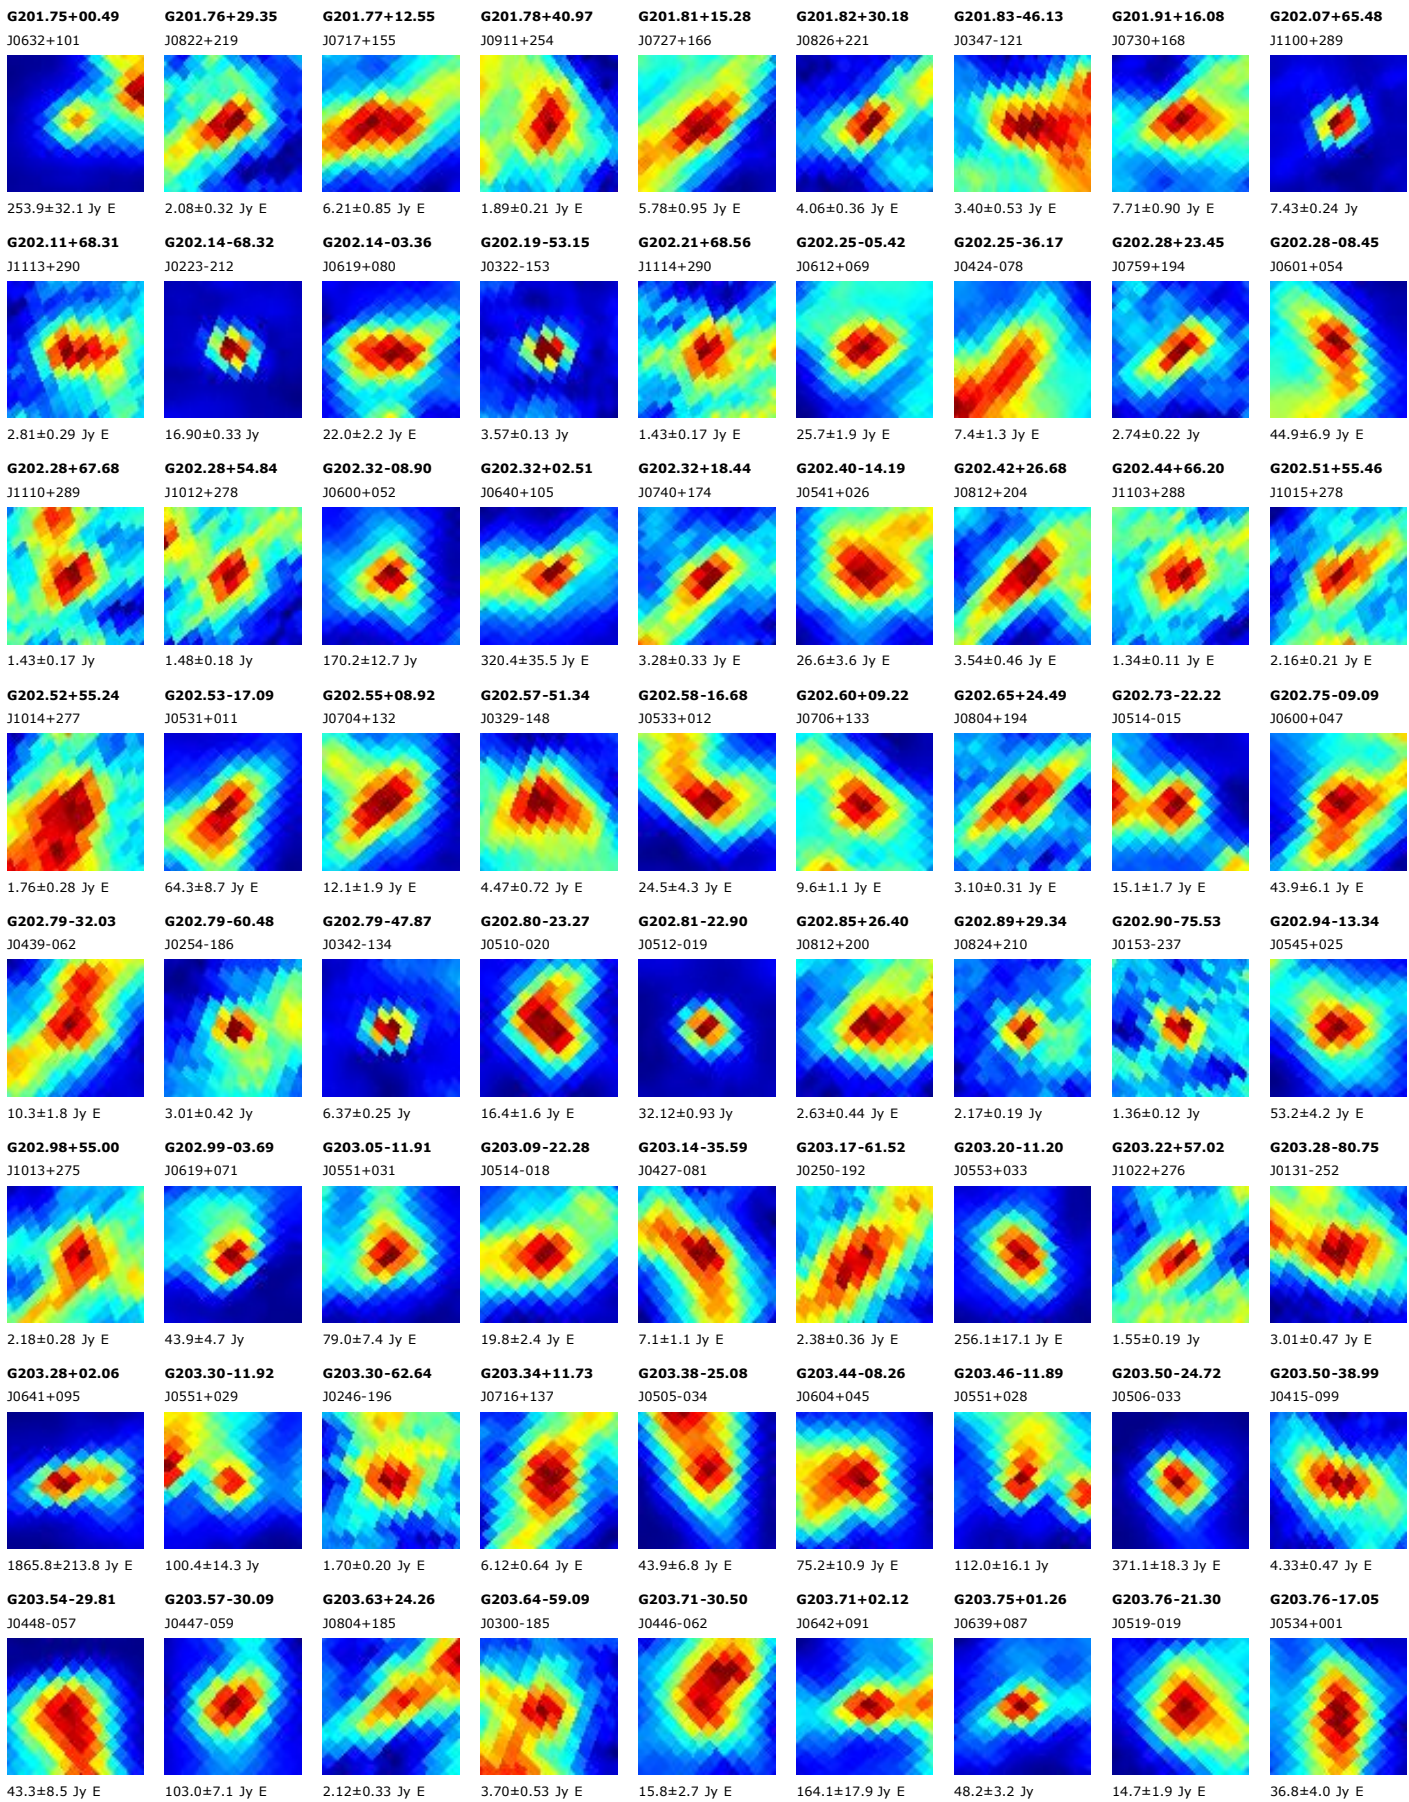 G201.75+00.49 G201.76+29.35 G201.77+12.55 G201.78+40.97 G201.81+15.28 G201.82+30.18 G201.83-46.13 G201.91+16.08 G202.07+65.48
J0632+101 J0822+219 J0717+155 J0911+254 J0727+166 J0826+221 J0347-121 J0730+168 J1100+289
253.9±32.1 Jy E 2.08±0.32 Jy E 6.21±0.85 Jy E 1.89±0.21 Jy E 5.78±0.95 Jy E 4.06±0.36 Jy E 3.40±0.53 Jy E 7.71±0.90 Jy E 7.43±0.24 Jy
G202.11+68.31 G202.14-68.32 G202.14-03.36 G202.19-53.15 G202.21+68.56 G202.25-05.42 G202.25-36.17 G202.28+23.45 G202.28-08.45
J1113+290 J0223-212 J0619+080 J0322-153 J1114+290 J0612+069 J0424-078 J0759+194 J0601+054
2.81±0.29 Jy E 16.90±0.33 Jy 22.0±2.2 Jy E 3.57±0.13 Jy 1.43±0.17 Jy E 25.7±1.9 Jy E 7.4±1.3 Jy E 2.74±0.22 Jy 44.9±6.9 Jy E
G202.28+67.68 G202.28+54.84 G202.32-08.90 G202.32+02.51 G202.32+18.44 G202.40-14.19 G202.42+26.68 G202.44+66.20 G202.51+55.46
J1110+289 J1012+278 J0600+052 J0640+105 J0740+174 J0541+026 J0812+204 J1103+288 J1015+278
1.43±0.17 Jy 1.48±0.18 Jy 170.2±12.7 Jy 320.4±35.5 Jy E 3.28±0.33 Jy E 26.6±3.6 Jy E 3.54±0.46 Jy E 1.34±0.11 Jy E 2.16±0.21 Jy E
G202.52+55.24 G202.53-17.09 G202.55+08.92 G202.57-51.34 G202.58-16.68 G202.60+09.22 G202.65+24.49 G202.73-22.22 G202.75-09.09
J1014+277 J0531+011 J0704+132 J0329-148 J0533+012 J0706+133 J0804+194 J0514-015 J0600+047
1.76±0.28 Jy E 64.3±8.7 Jy E 12.1±1.9 Jy E 4.47±0.72 Jy E 24.5±4.3 Jy E 9.6±1.1 Jy E 3.10±0.31 Jy E 15.1±1.7 Jy E 43.9±6.1 Jy E
G202.79-32.03 G202.79-60.48 G202.79-47.87 G202.80-23.27 G202.81-22.90 G202.85+26.40 G202.89+29.34 G202.90-75.53 G202.94-13.34
J0439-062 J0254-186 J0342-134 J0510-020 J0512-019 J0812+200 J0824+210 J0153-237 J0545+025
10.3±1.8 Jy E 3.01±0.42 Jy 6.37±0.25 Jy 16.4±1.6 Jy E 32.12±0.93 Jy 2.63±0.44 Jy E 2.17±0.19 Jy 1.36±0.12 Jy 53.2±4.2 Jy E
G202.98+55.00 G202.99-03.69 G203.05-11.91 G203.09-22.28 G203.14-35.59 G203.17-61.52 G203.20-11.20 G203.22+57.02 G203.28-80.75
J1013+275 J0619+071 J0551+031 J0514-018 J0427-081 J0250-192 J0553+033 J1022+276 J0131-252
2.18±0.28 Jy E 43.9±4.7 Jy 79.0±7.4 Jy E 19.8±2.4 Jy E 7.1±1.1 Jy E 2.38±0.36 Jy E 256.1±17.1 Jy E 1.55±0.19 Jy 3.01±0.47 Jy E
G203.28+02.06 G203.30-11.92 G203.30-62.64 G203.34+11.73 G203.38-25.08 G203.44-08.26 G203.46-11.89 G203.50-24.72 G203.50-38.99
J0641+095 J0551+029 J0246-196 J0716+137 J0505-034 J0604+045 J0551+028 J0506-033 J0415-099
1865.8±213.8 Jy E 100.4±14.3 Jy 1.70±0.20 Jy E 6.12±0.64 Jy E 43.9±6.8 Jy E 75.2±10.9 Jy E 112.0±16.1 Jy 371.1±18.3 Jy E 4.33±0.47 Jy E
G203.54-29.81 G203.57-30.09 G203.63+24.26 G203.64-59.09 G203.71-30.50 G203.71+02.12 G203.75+01.26 G203.76-21.30 G203.76-17.05
J0448-057 J0447-059 J0804+185 J0300-185 J0446-062 J0642+091 J0639+087 J0519-019 J0534+001
43.3±8.5 Jy E 103.0±7.1 Jy E 2.12±0.33 Jy E 3.70±0.53 Jy E 15.8±2.7 Jy E 164.1±17.9 Jy E 48.2±3.2 Jy 14.7±1.9 Jy E 36.8±4.0 Jy E